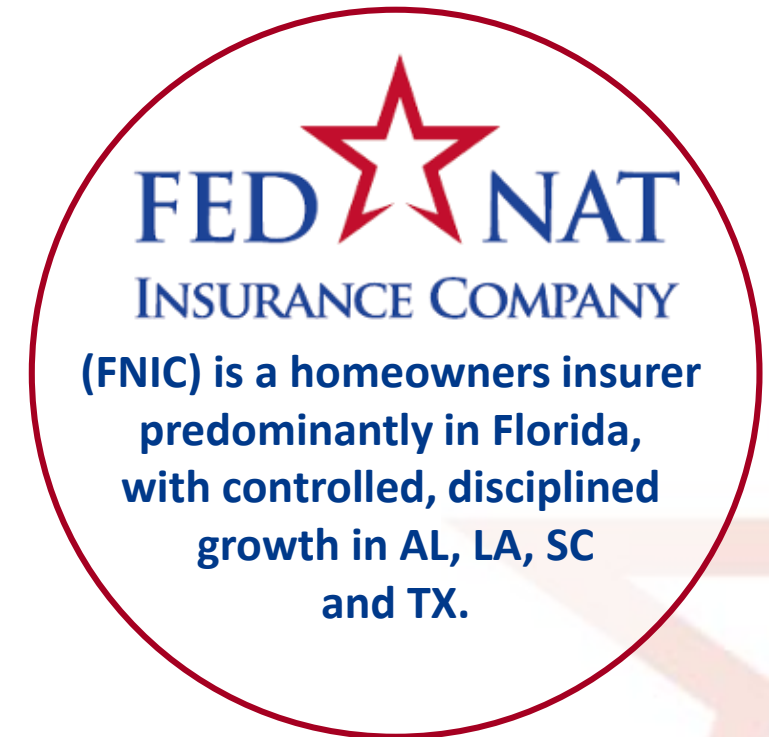 FED NAT
INSURANCE COMPANY
(FNIC) is a homeowners insurer
predominantly in Florida,
with controlled, disciplined
growth in AL, LA, SC
and TX.